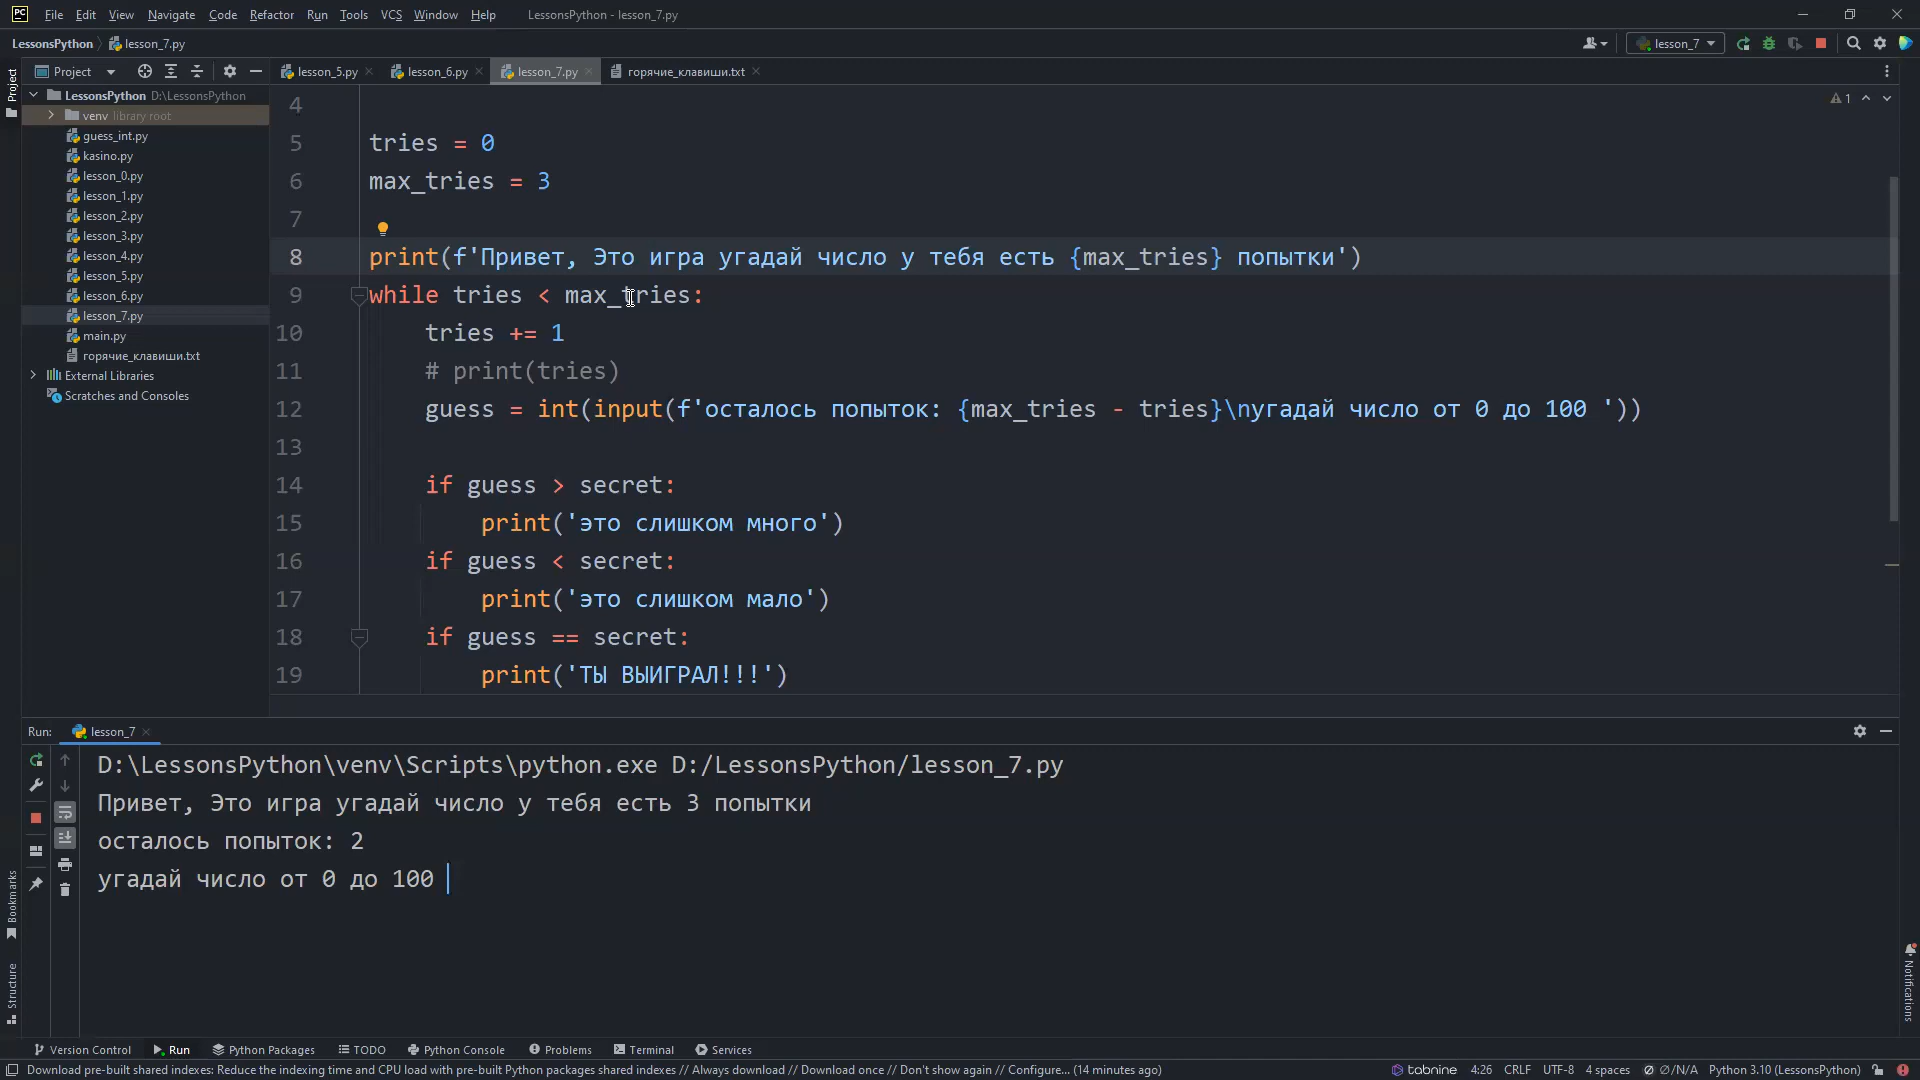 PC File Edit View Navigate Code Refactor Run Tools VCS Window Help LessonsPython - lesson_7.py
LessonsPython lesson_7.py lesson_7
Project lesson_5.py lesson_6.py lesson_7.py горячие_клавиши.txt
Project
LessonsPython D:\LessonsPython
venv library root
guess_int.py
kasino.py
lesson_0.py
lesson_1.py
lesson_2.py
lesson_3.py
lesson_4.py
lesson_5.py
lesson_6.py
lesson_7.py
main.py
горячие_клавиши.txt
External Libraries
Scratches and Consoles
1
4
5 tries = 0
6 max_tries = 3
7
8 print(f'Привет, Это игра угадай число у тебя есть {max_tries} попытки')
9 while tries < max_tries:
10 tries += 1
11 # print(tries)
12 guess = int(input(f'осталось попыток: {max_tries - tries}\nугадай число от 0 до 100 '))
13
14 if guess > secret:
15 print('это слишком много')
16 if guess < secret:
17 print('это слишком мало')
18 if guess == secret:
19 print('ТЫ ВЫИГРАЛ!!!')
Run: lesson_7
D:\LessonsPython\venv\Scripts\python.exe D:/LessonsPython/lesson_7.py
Привет, Это игра угадай число у тебя есть 3 попытки
осталось попыток: 2
угадай число от 0 до 100
Bookmarks
Structure
Notifications
Version Control Run Python Packages TODO Python Console Problems Terminal Services
Download pre-built shared indexes: Reduce the indexing time and CPU load with pre-built Python packages shared indexes // Always download // Download once // Don't show again // Configure... (14 minutes ago) tabnine 4:26 CRLF UTF-8 4 spaces Ø/N/A Python 3.10 (LessonsPython)